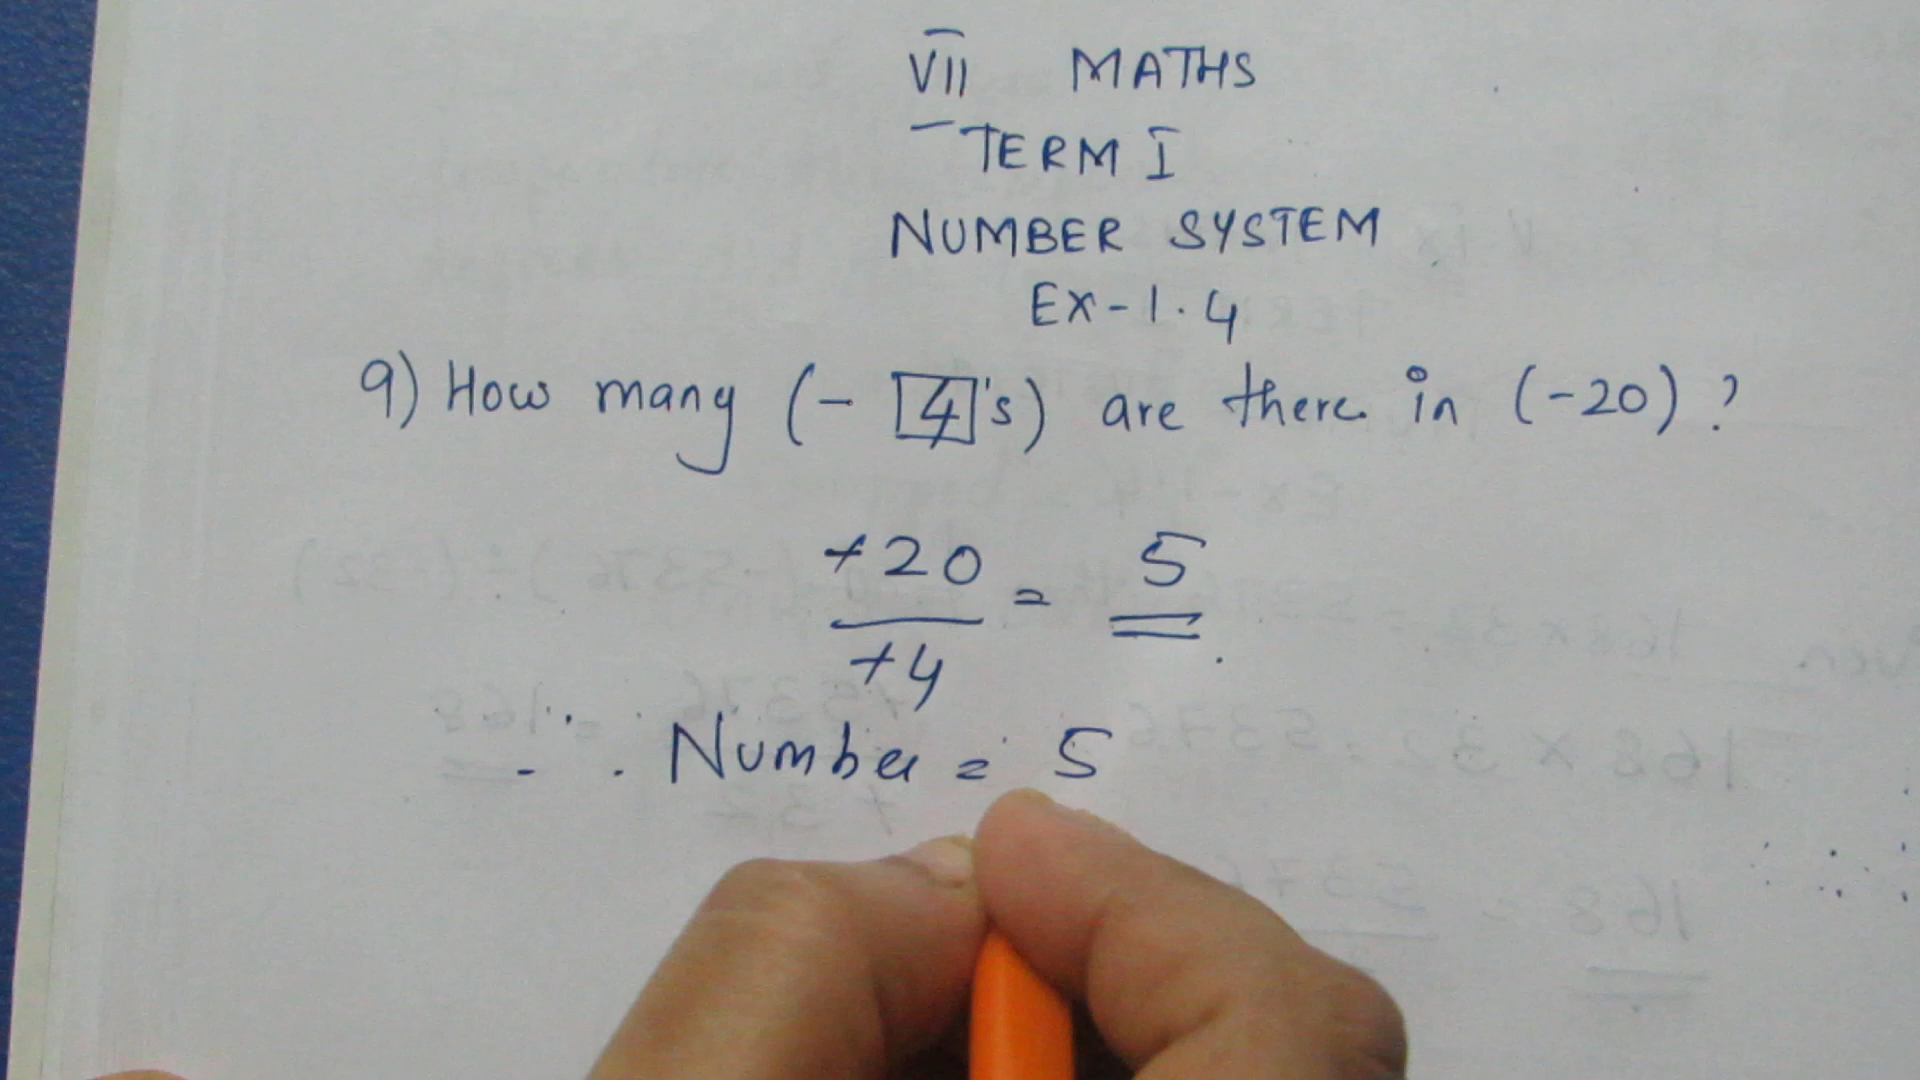 VII MATHS
TERM I
NUMBER SYSTEM
Ex-1.4
9) How many (- 4's) are there in (-20)?
+20
= 5
+4
∴ Number = 5